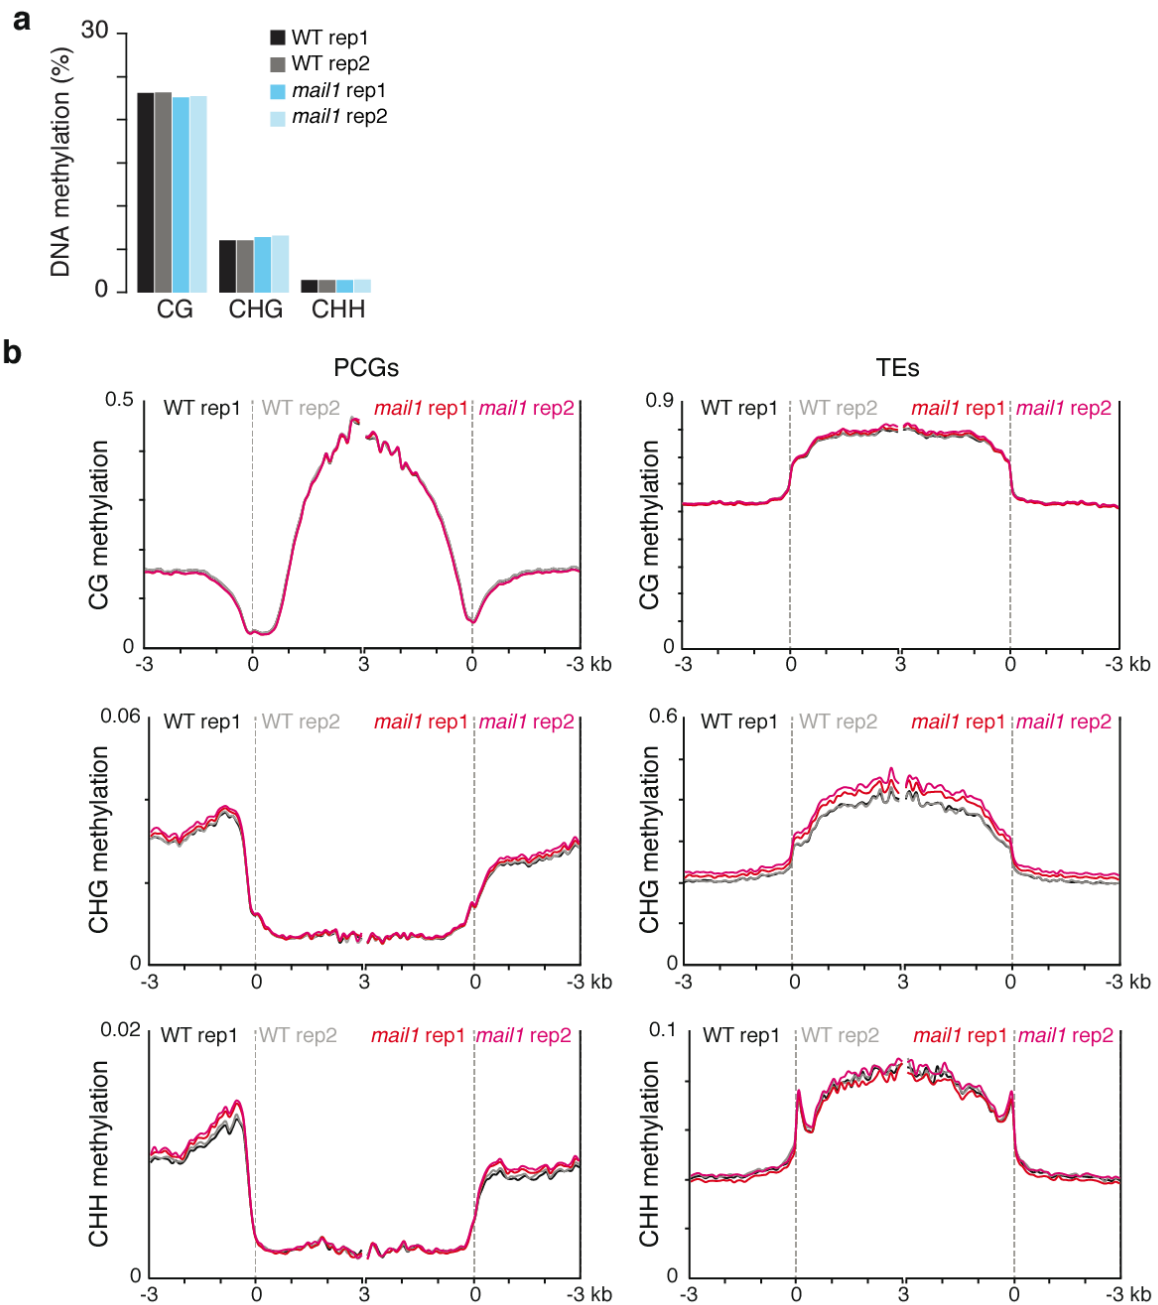 a
30
DNA methylation (%)
0
WT rep1
WT rep2
mail1 rep1
mail1 rep2
CG CHG CHH
b
PCGs
0.5
WT rep1 WT rep2 mail1 rep1 mail1 rep2
CG methylation
0
-3 0 3 0 -3 kb
TEs
0.9
WT rep1 WT rep2 mail1 rep1 mail1 rep2
CG methylation
0
-3 0 3 0 -3 kb
0.06
WT rep1 WT rep2 mail1 rep1 mail1 rep2
CHG methylation
0
-3 0 3 0 -3 kb
0.6
WT rep1 WT rep2 mail1 rep1 mail1 rep2
CHG methylation
0
-3 0 3 0 -3 kb
0.02
WT rep1 WT rep2 mail1 rep1 mail1 rep2
CHH methylation
0
-3 0 3 0 -3 kb
0.1
WT rep1 WT rep2 mail1 rep1 mail1 rep2
CHH methylation
0
-3 0 3 0 -3 kb